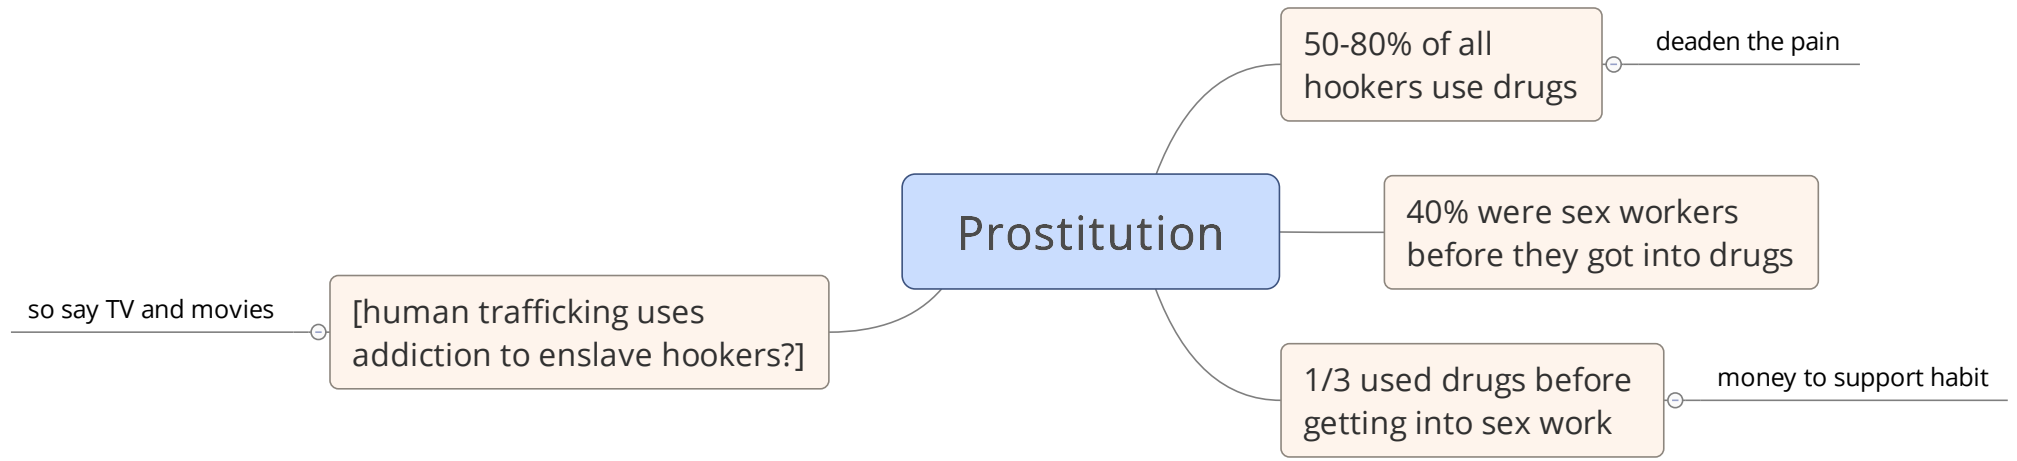 50-80% of all
hookers use drugs
deaden the pain
Prostitution
40% were sex workers
before they got into drugs
so say TV and movies
[human trafficking uses
addiction to enslave hookers?]
1/3 used drugs before
getting into sex work
money to support habit